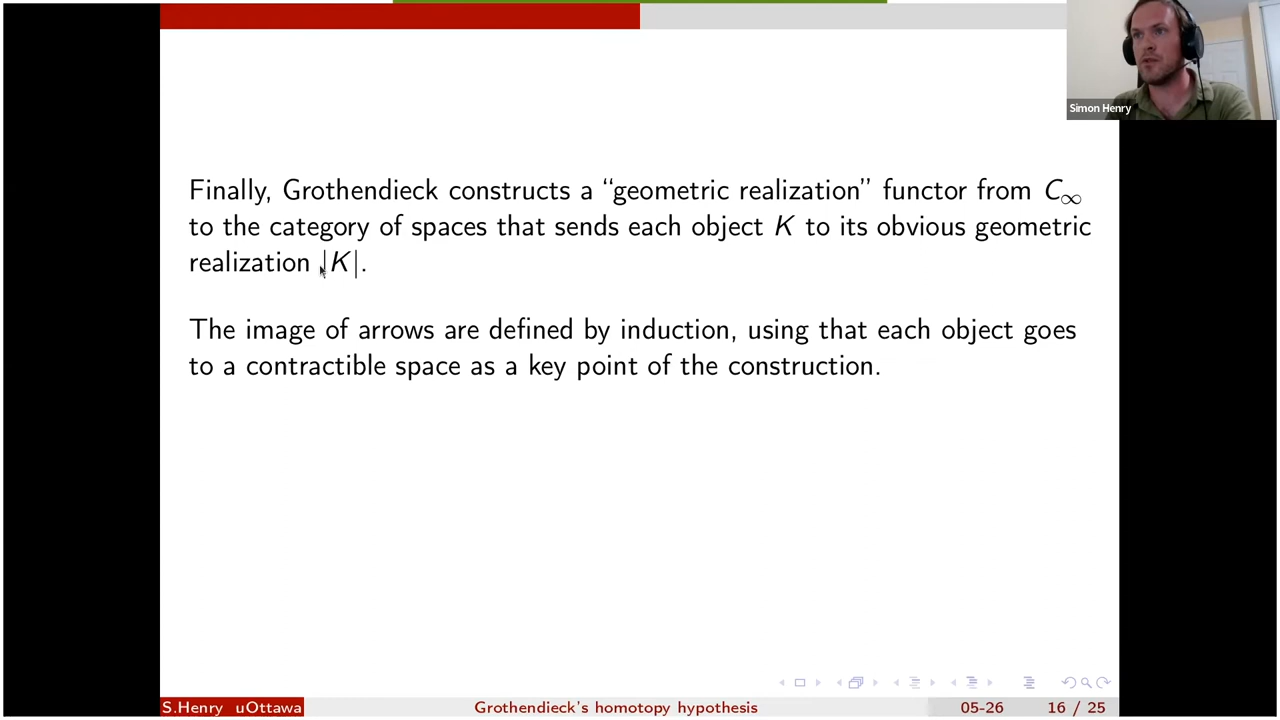 Simon Henry
Finally, Grothendieck constructs a “geometric realization” functor from C∞
to the category of spaces that sends each object K to its obvious geometric
realization |K|.
The image of arrows are defined by induction, using that each object goes
to a contractible space as a key point of the construction.
S.Henry uOttawa
Grothendieck's homotopy hypothesis
05-26
16 / 25